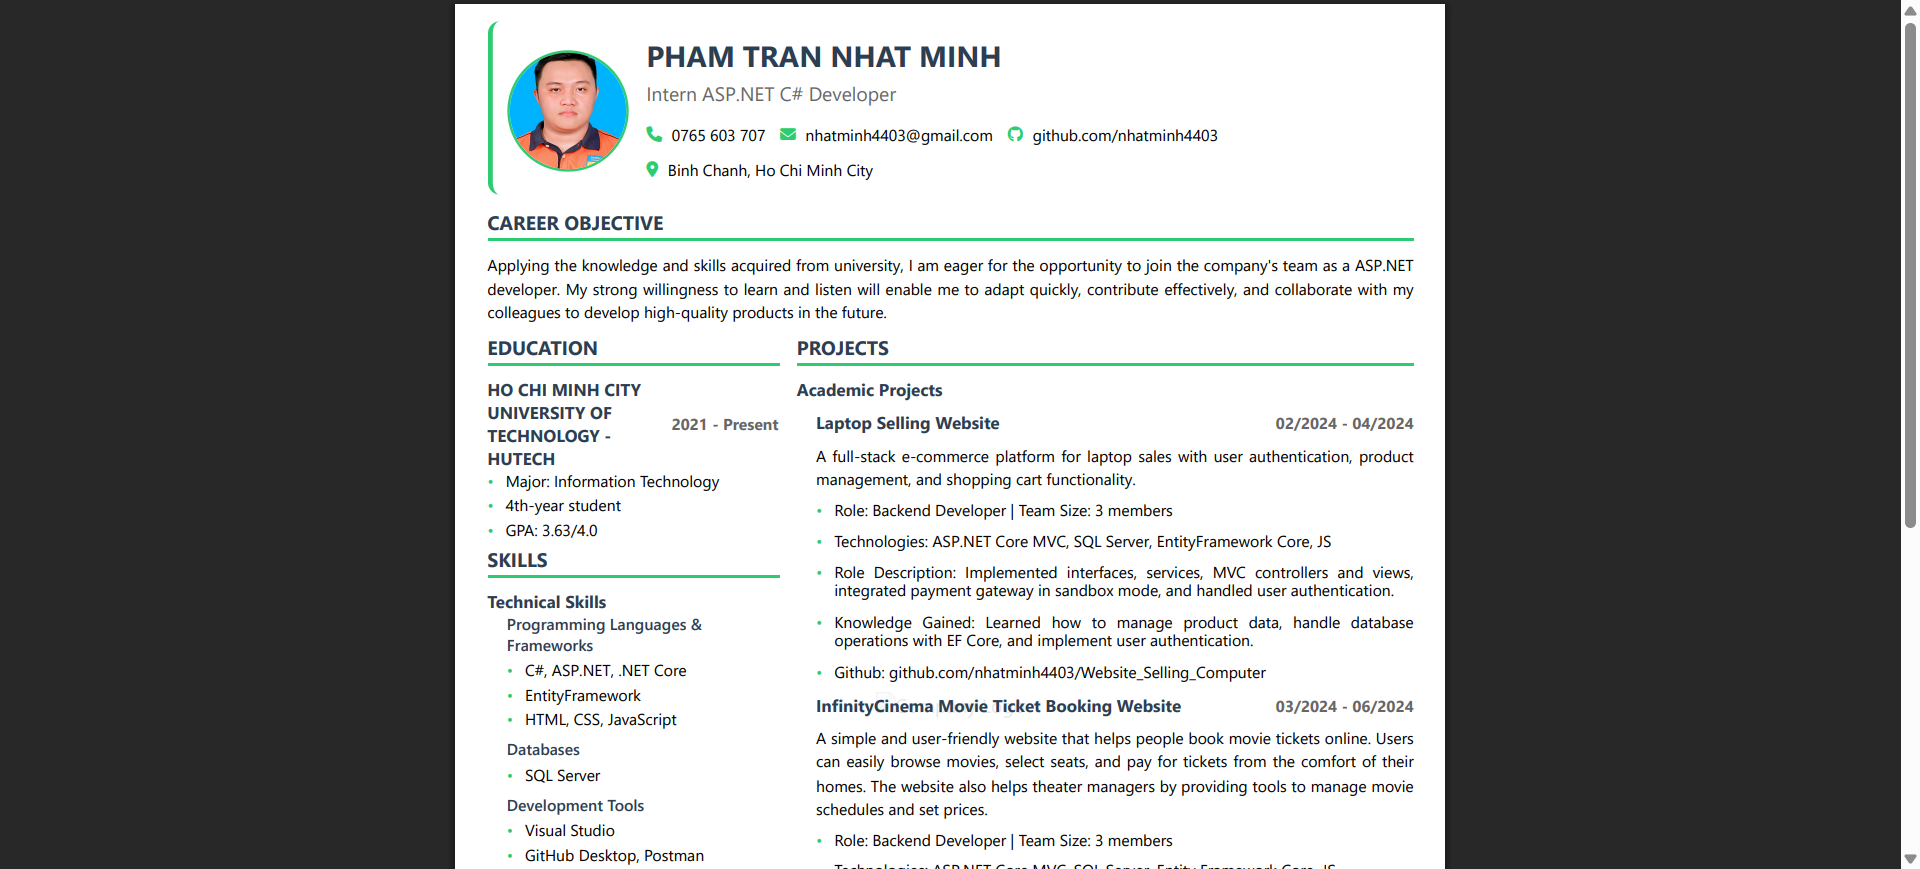 PHAM TRAN NHAT MINH
Intern ASP.NET C# Developer
0765 603 707 nhatminh4403@gmail.com github.com/nhatminh4403
Binh Chanh, Ho Chi Minh City
CAREER OBJECTIVE
Applying the knowledge and skills acquired from university, I am eager for the opportunity to join the company's team as a ASP.NET
developer. My strong willingness to learn and listen will enable me to adapt quickly, contribute effectively, and collaborate with my
colleagues to develop high-quality products in the future.
EDUCATION
HO CHI MINH CITY
UNIVERSITY OF
TECHNOLOGY -
HUTECH
2021 - Present
• Major: Information Technology
• 4th-year student
• GPA: 3.63/4.0
SKILLS
Technical Skills
Programming Languages &
Frameworks
• C#, ASP.NET, .NET Core
• EntityFramework
• HTML, CSS, JavaScript
Databases
• SQL Server
Development Tools
• Visual Studio
• GitHub Desktop, Postman
PROJECTS
Academic Projects
Laptop Selling Website 02/2024 - 04/2024
A full-stack e-commerce platform for laptop sales with user authentication, product
management, and shopping cart functionality.
• Role: Backend Developer | Team Size: 3 members
• Technologies: ASP.NET Core MVC, SQL Server, EntityFramework Core, JS
• Role Description: Implemented interfaces, services, MVC controllers and views,
integrated payment gateway in sandbox mode, and handled user authentication.
• Knowledge Gained: Learned how to manage product data, handle database
operations with EF Core, and implement user authentication.
• Github: github.com/nhatminh4403/Website_Selling_Computer
InfinityCinema Movie Ticket Booking Website 03/2024 - 06/2024
A simple and user-friendly website that helps people book movie tickets online. Users
can easily browse movies, select seats, and pay for tickets from the comfort of their
homes. The website also helps theater managers by providing tools to manage movie
schedules and set prices.
• Role: Backend Developer | Team Size: 3 members
Technologies: ASP.NET Core MVC, SQL Server, Entity Framework Core, JS